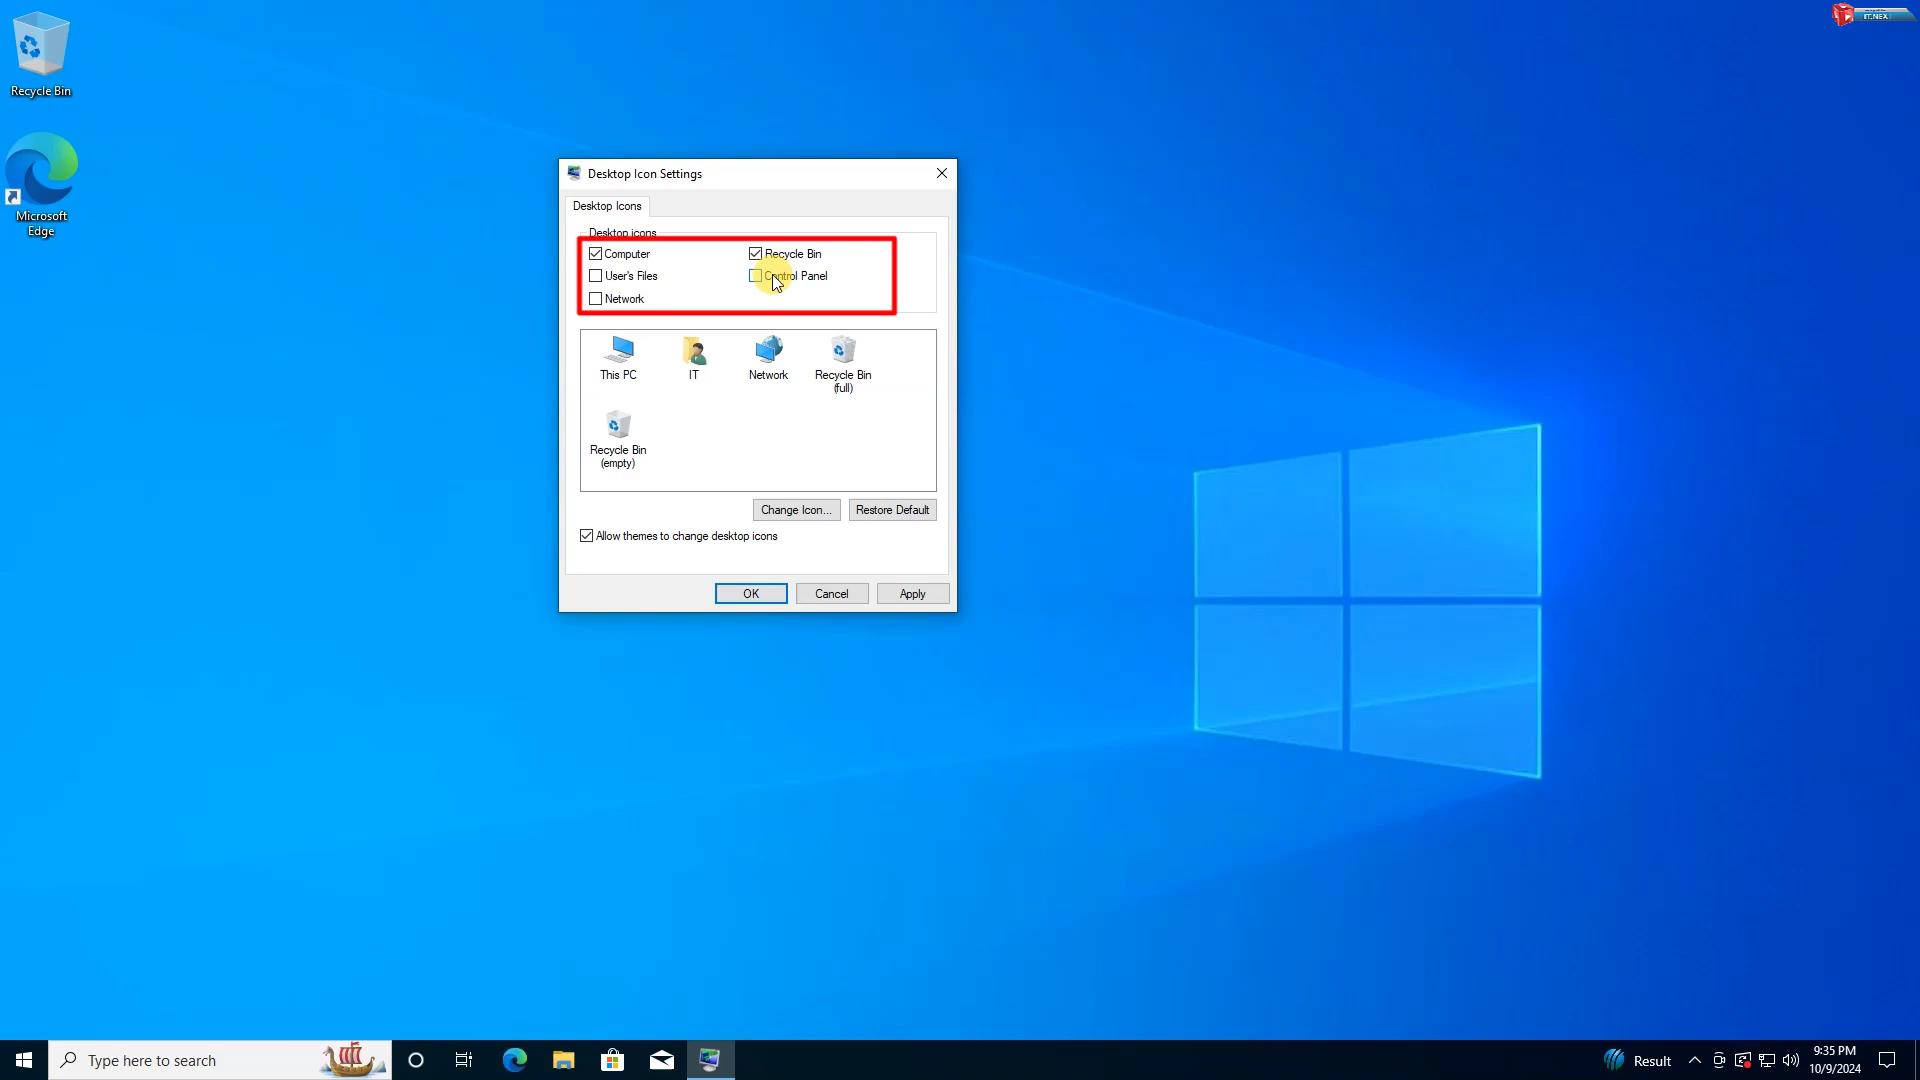 IT.NEXT
Recycle Bin
Microsoft
Edge
Desktop Icon Settings
Desktop Icons
Desktop icons
Computer
Recycle Bin
User's Files
Control Panel
Network
This PC
IT
Network
Recycle Bin
(full)
Recycle Bin
(empty)
Change Icon...
Restore Default
Allow themes to change desktop icons
OK
Cancel
Apply
Type here to search
Result
9:35 PM
10/9/2024